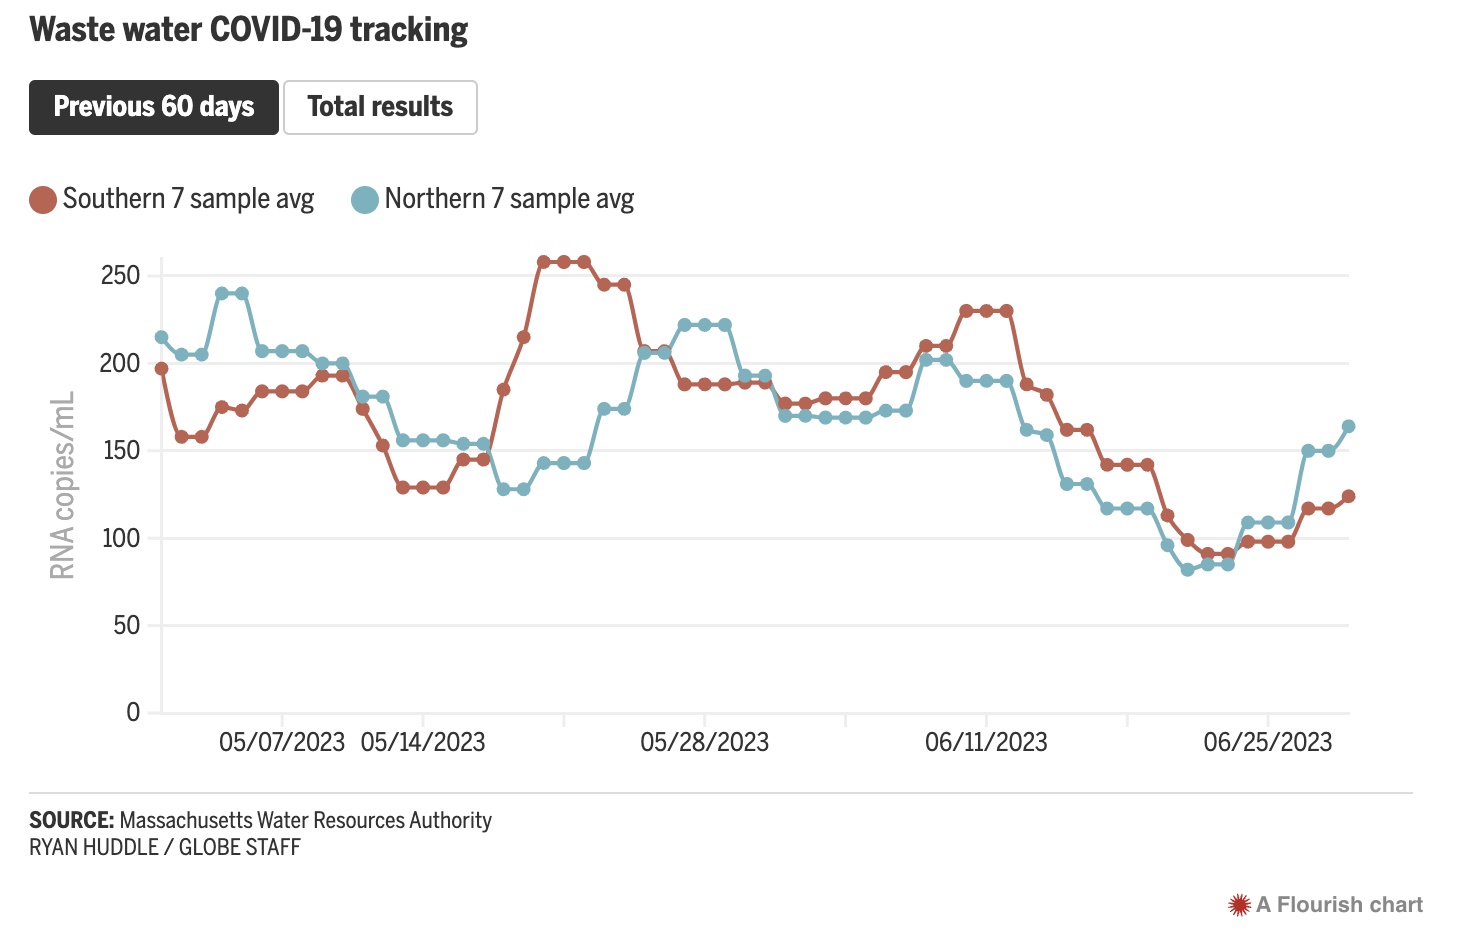 Waste water COVID-19 tracking
Previous 60 days
Total results
Southern 7 sample avg
Northern 7 sample avg
RNA copies/mL
250
200
150
100
50
0
05/07/2023
05/14/2023
05/28/2023
06/11/2023
06/25/2023
SOURCE: Massachusetts Water Resources Authority
RYAN HUDDLE / GLOBE STAFF
A Flourish chart